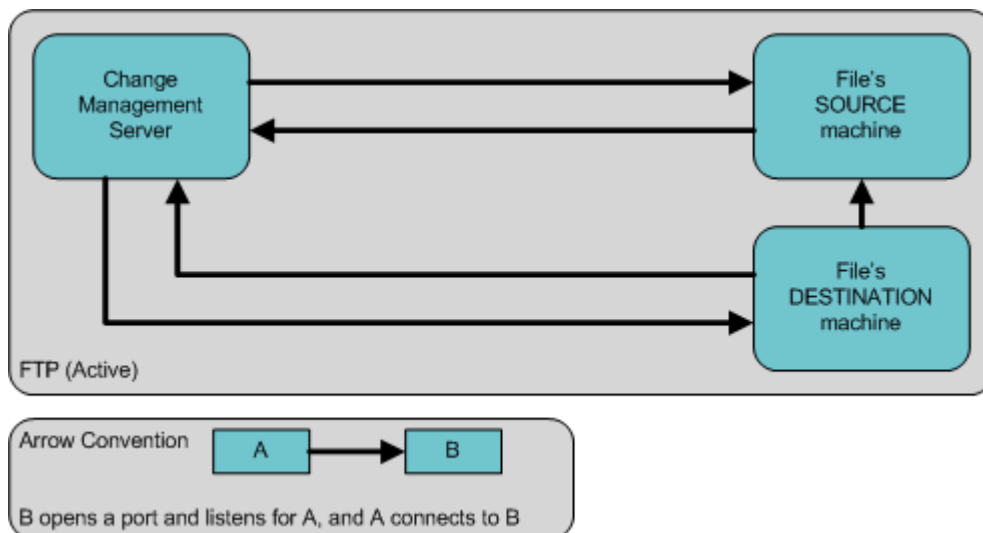 Change
Management
Server
File's
SOURCE
machine
File's
DESTINATION
machine
FTP (Active)
Arrow Convention
A
B
B opens a port and listens for A, and A connects to B